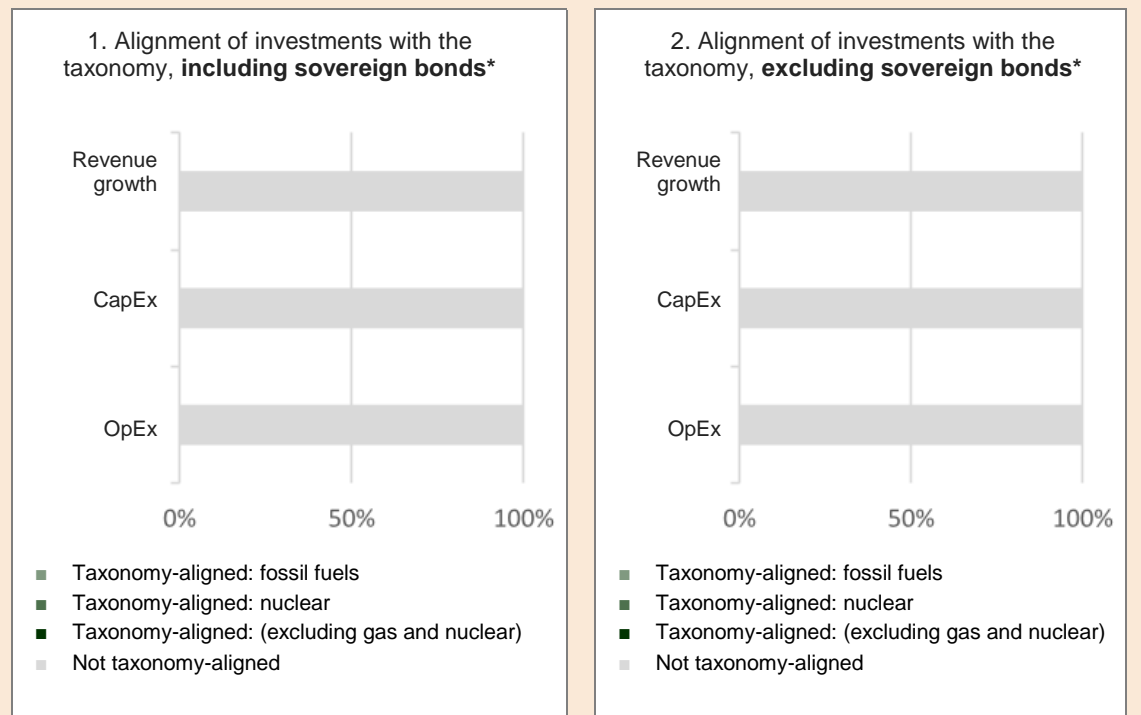 1. Alignment of investments with the
taxonomy, including sovereign bonds*
Revenue
growth
CapEx
OpEx
0% 50% 100%
Taxonomy-aligned: fossil fuels
Taxonomy-aligned: nuclear
Taxonomy-aligned: (excluding gas and nuclear)
Not taxonomy-aligned
2. Alignment of investments with the
taxonomy, excluding sovereign bonds*
Revenue
growth
CapEx
OpEx
0% 50% 100%
Taxonomy-aligned: fossil fuels
Taxonomy-aligned: nuclear
Taxonomy-aligned: (excluding gas and nuclear)
Not taxonomy-aligned